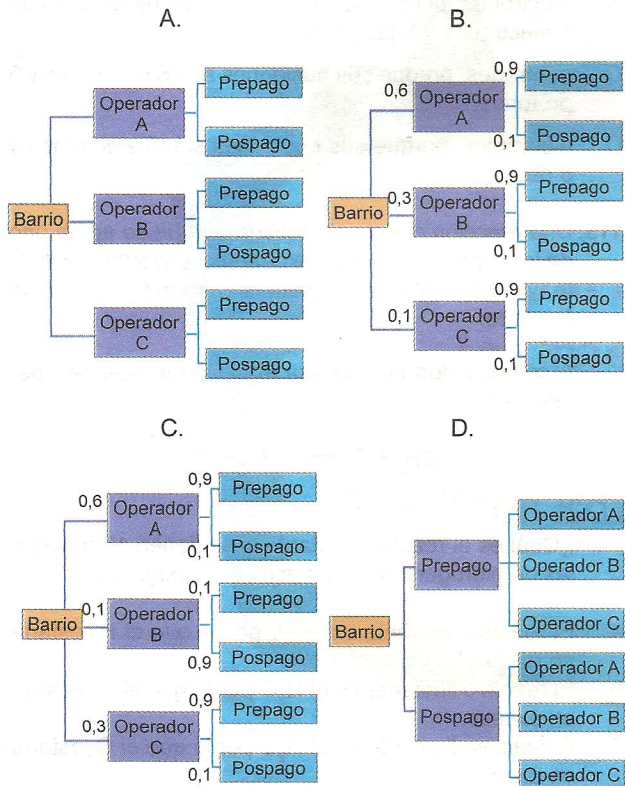 A.
Barrio
Operador
A
Prepago
Pospago
Operador
B
Prepago
Pospago
Operador
C
Prepago
Pospago
B.
Barrio
0,6
Operador
A
0,9
Prepago
0,1
Pospago
0,3
Operador
B
0,9
Prepago
0,1
Pospago
0,1
Operador
C
0,9
Prepago
0,1
Pospago
C.
Barrio
0,6
Operador
A
0,9
Prepago
0,1
Pospago
0,1
Operador
B
0,1
Prepago
0,9
Pospago
0,3
Operador
C
0,9
Prepago
0,1
Pospago
D.
Barrio
Prepago
Operador A
Operador B
Operador C
Pospago
Operador A
Operador B
Operador C